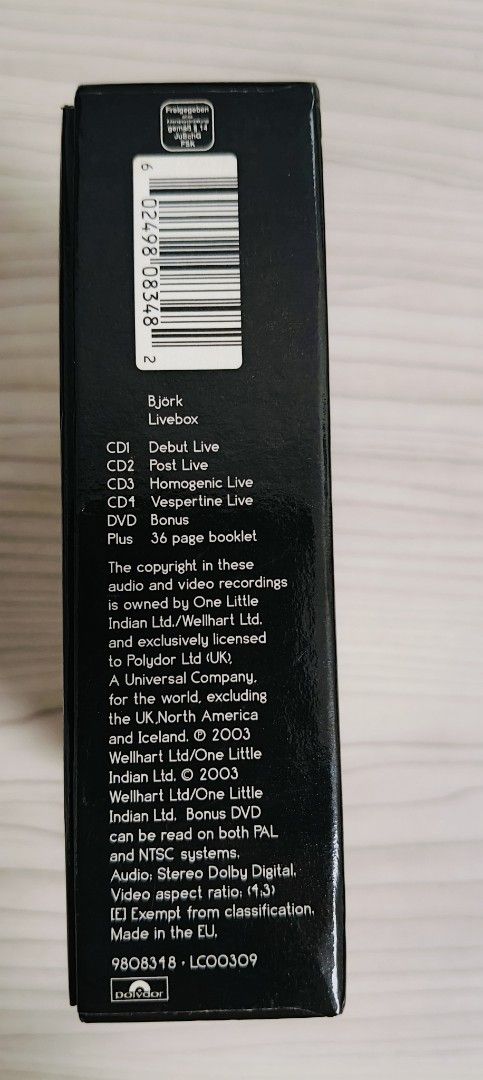 Freigegeben
gemäß § 14
JuSchG
FSK
6 02498 08348 2
Björk
Livebox
CD1 Debut Live
CD2 Post Live
CD3 Homogenic Live
CD4 Vespertine Live
DVD Bonus
Plus 36 page booklet
The copyright in these
audio and video recordings
is owned by One Little
Indian Ltd./Wellhart Ltd.
and exclusively licensed
to Polydor Ltd (UK),
A Universal Company,
for the world, excluding
the UK,North America
and Iceland. ℗ 2003
Wellhart Ltd/One Little
Indian Ltd. © 2003
Wellhart Ltd/One Little
Indian Ltd. Bonus DVD
can be read on both PAL
and NTSC systems.
Audio: Stereo Dolby Digital.
Video aspect ratio: (4:3)
[E] Exempt from classification.
Made in the EU.
9808348 · LC00309
Polydor